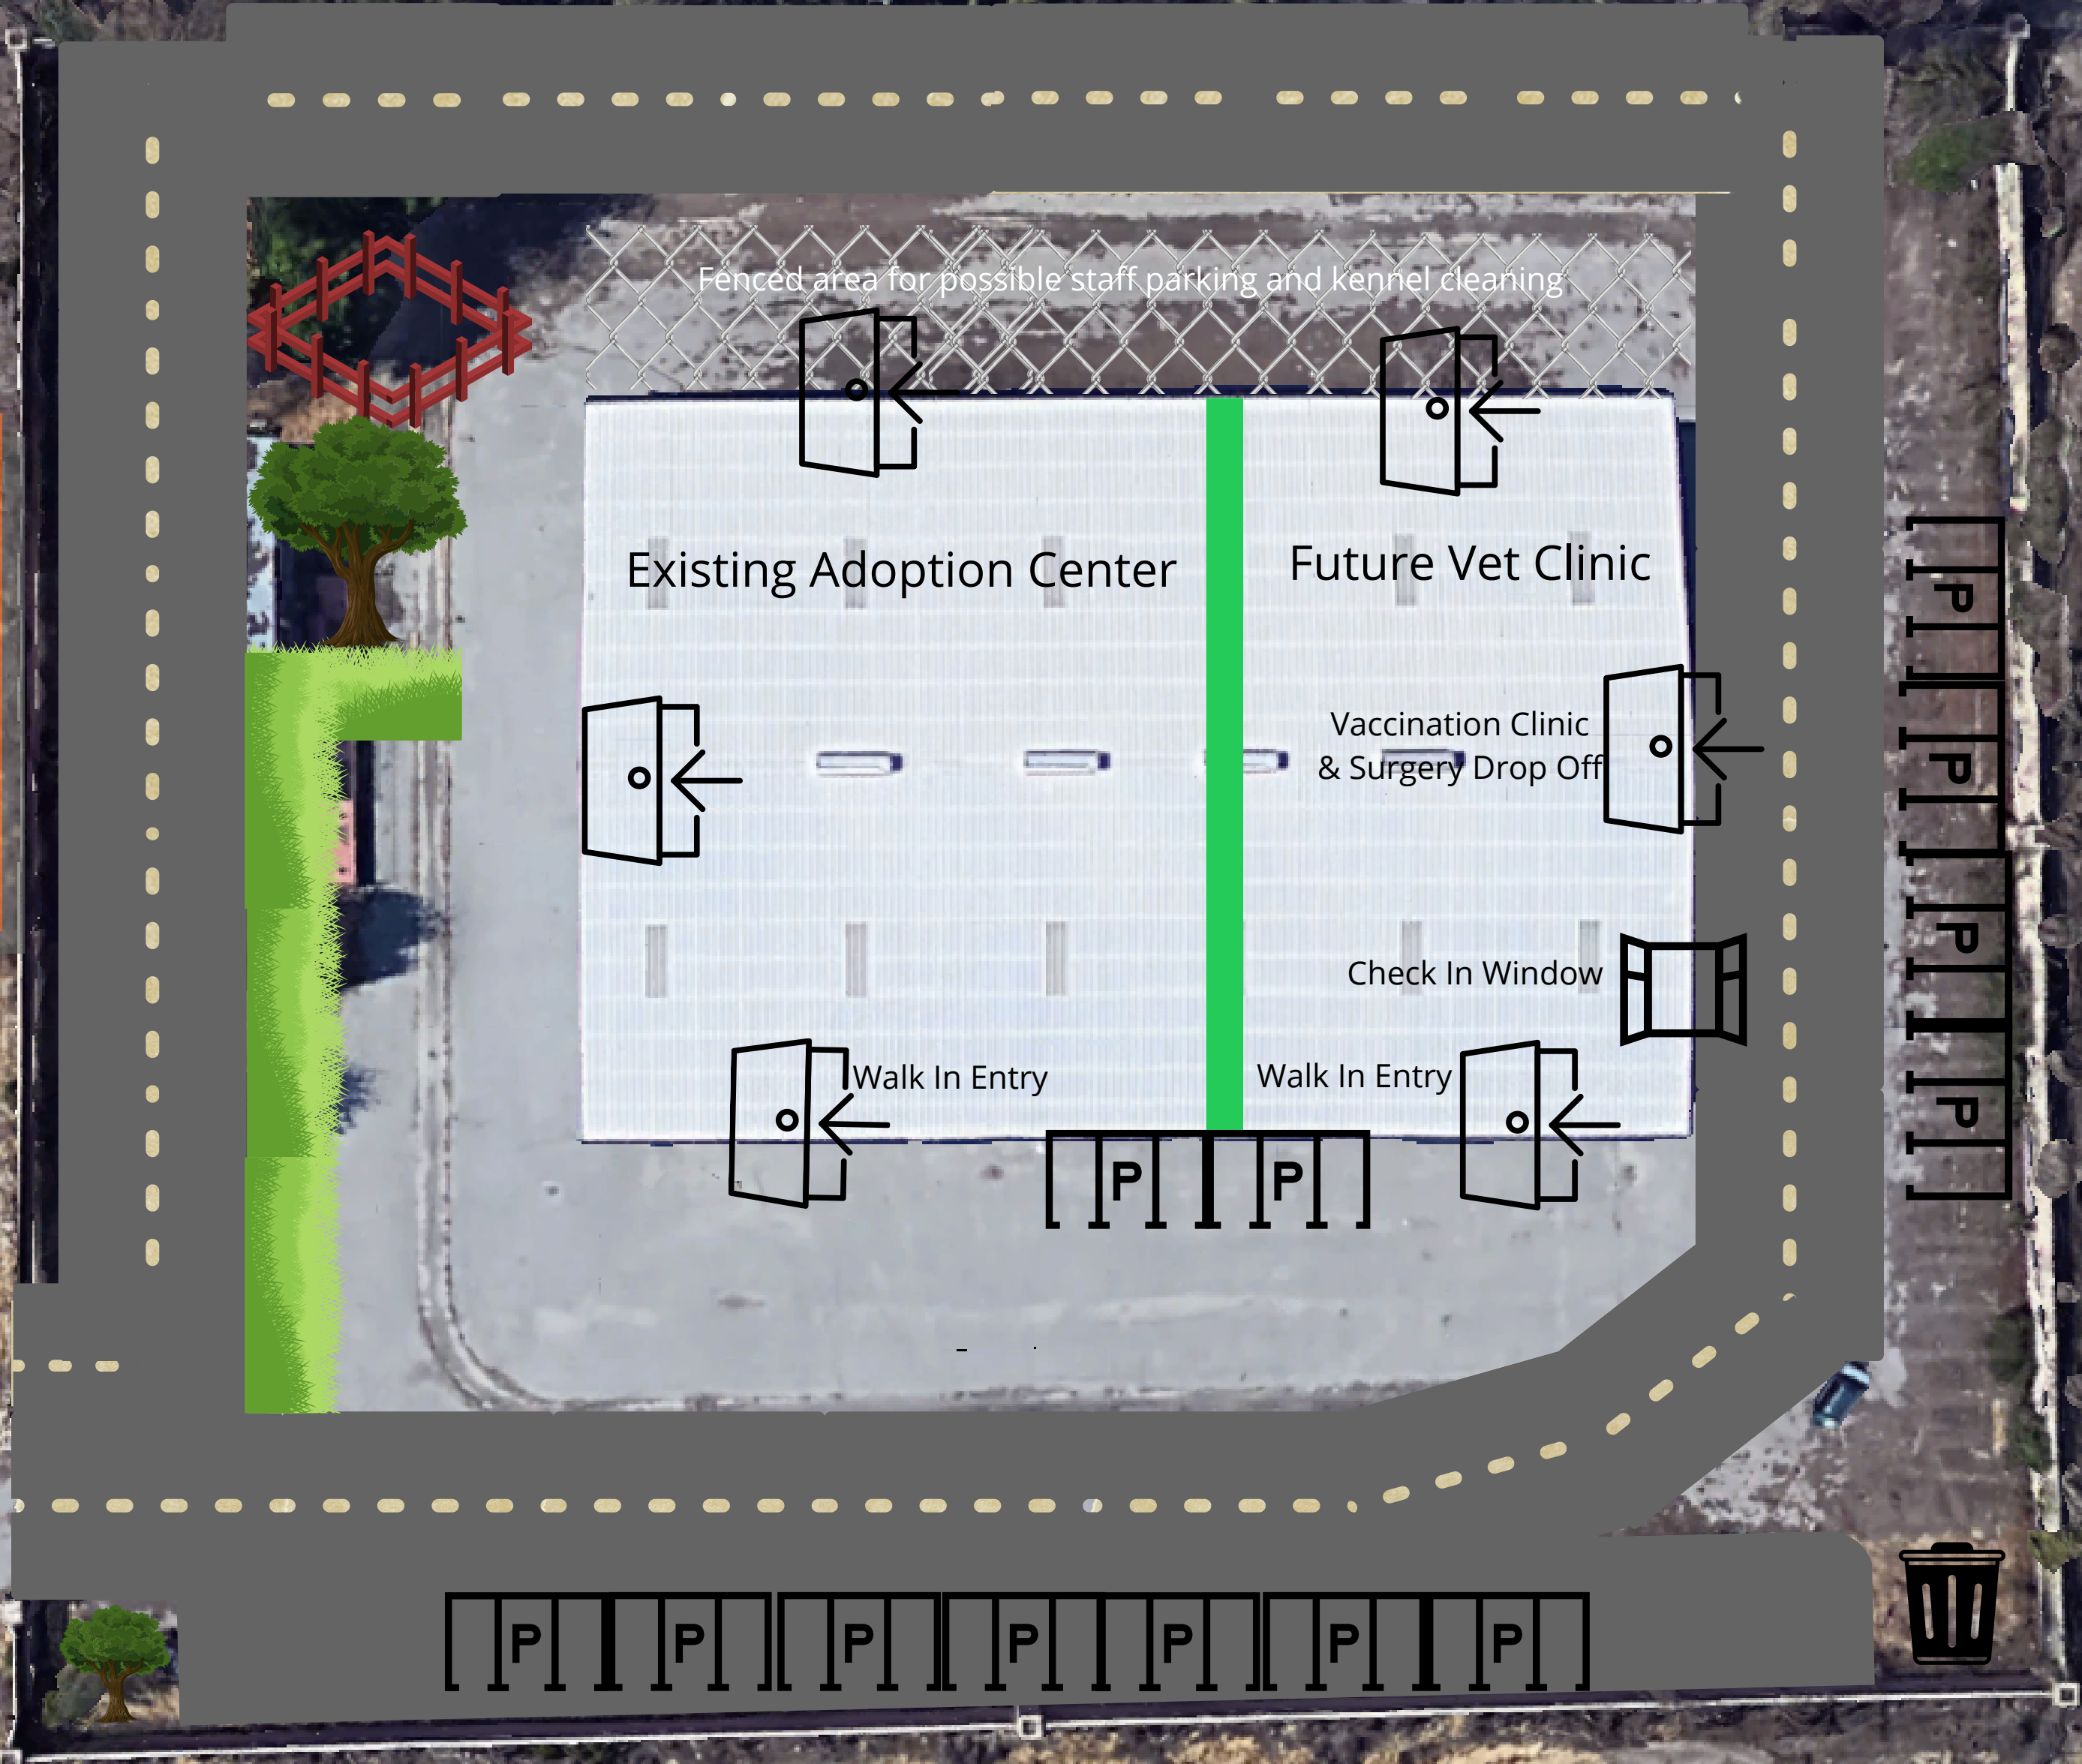 Fenced area for possible staff parking and kennel cleaning
Existing Adoption Center
Future Vet Clinic
Vaccination Clinic
& Surgery Drop Off
Check In Window
Walk In Entry
Walk In Entry
P
P
P
P
P
P
P
P
P
P
P
P
P